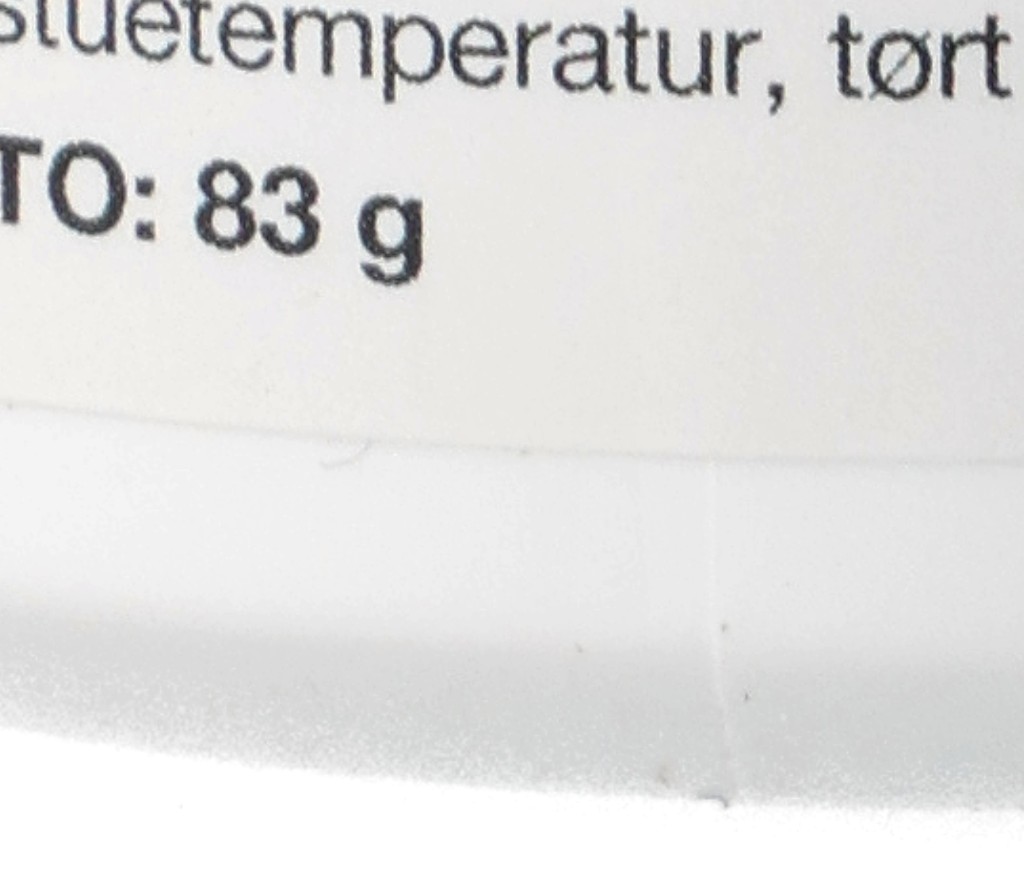 stuetemperatur, tørt
TO: 83 g